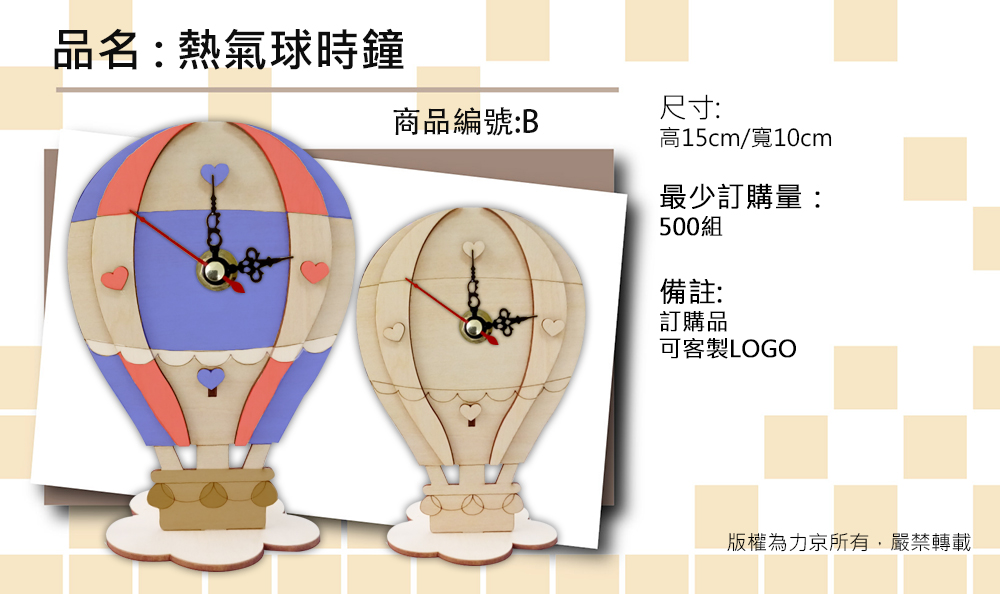 品名 : 熱氣球時鐘
商品編號:B
尺寸:
高15cm/寬10cm
最少訂購量：
500組
備註:
訂購品
可客製LOGO
版權為力京所有，嚴禁轉載